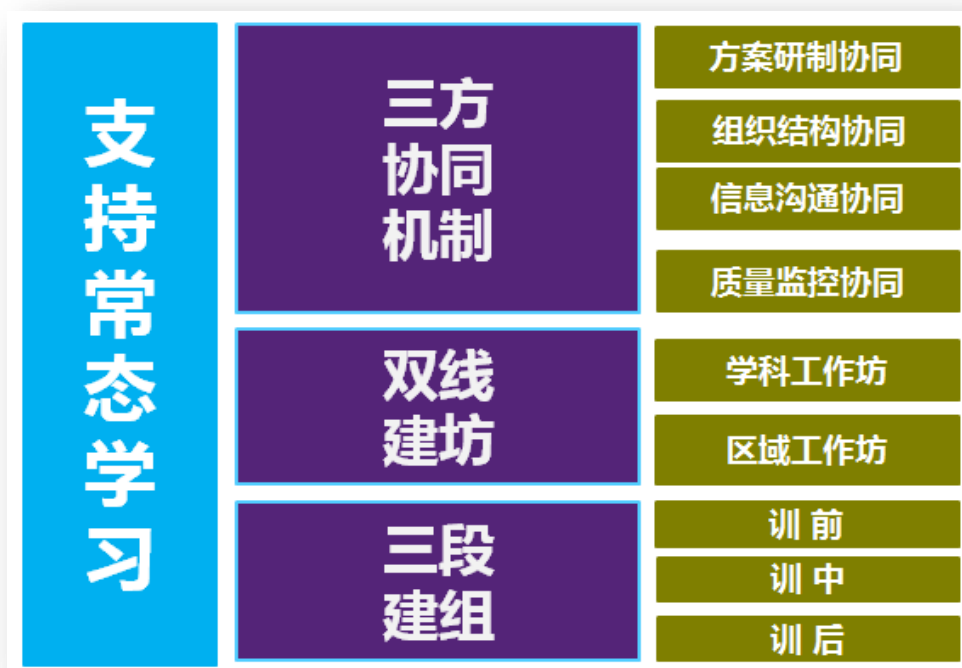 支持常态学习
三方
协同
机制
方案研制协同
组织结构协同
信息沟通协同
质量监控协同
双线
建坊
学科工作坊
区域工作坊
三段
建组
训 前
训 中
训 后